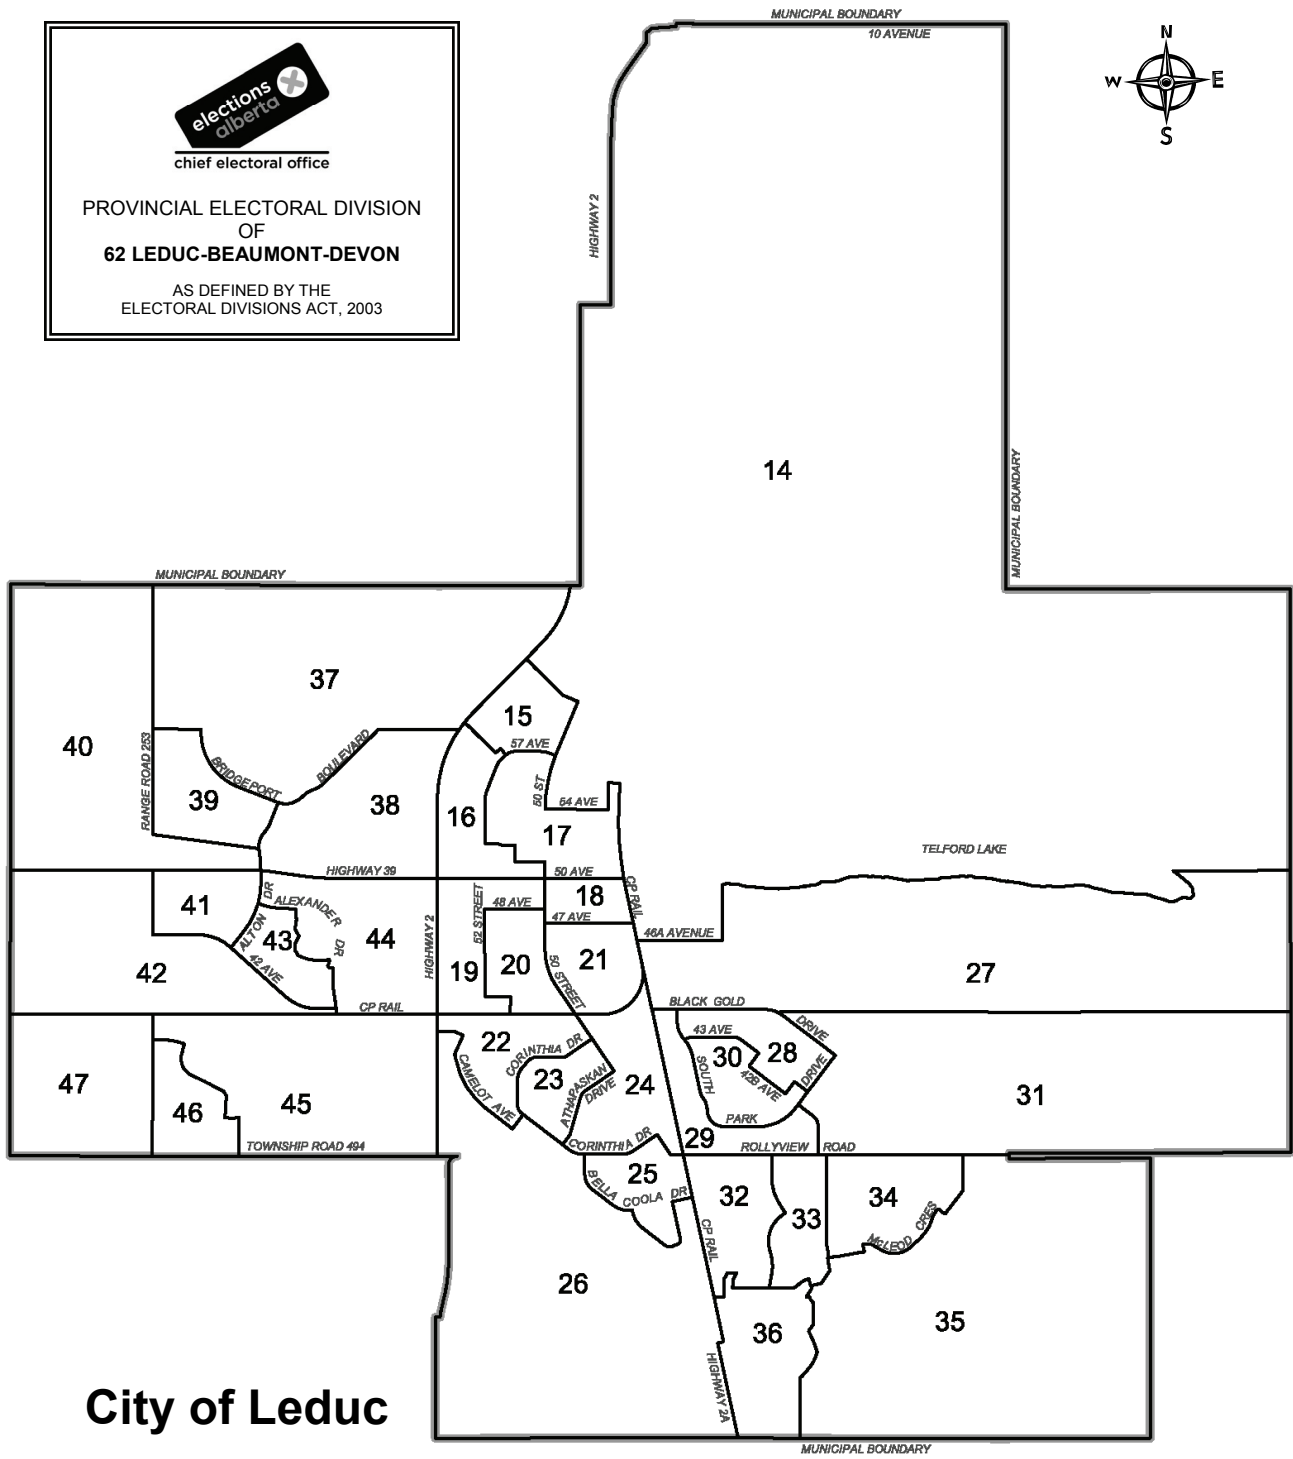 MUNICIPAL BOUNDARY
10 AVENUE
N
W E
S
elections
alberta
chief electoral office
PROVINCIAL ELECTORAL DIVISION
OF
62 LEDUC-BEAUMONT-DEVON
AS DEFINED BY THE
ELECTORAL DIVISIONS ACT, 2003
HIGHWAY 2
14
MUNICIPAL BOUNDARY
MUNICIPAL BOUNDARY
37
15
57 AVE
40
RANGE ROAD 253
BRIDGEPORT
BOULEVARD
39
38
16
50 ST
54 AVE
17
TELFORD LAKE
HIGHWAY 39
50 AVE
CP RAIL
41
DR
ALEXANDER
DR
ALTON
43
42 AVE
44
HIGHWAY 2
52 STREET
48 AVE
18
47 AVE
46A AVENUE
42
19
20
21
50 STREET
27
CP RAIL
BLACK GOLD
DRIVE
47
46
45
22
CORINTHIA DR
CAMELOT AVE
23
ATHAPASKAN
DRIVE
24
43 AVE
30
28
42B AVE
DRIVE
SOUTH
PARK
31
TOWNSHIP ROAD 494
CORINTHIA DR
29
ROLLYVIEW ROAD
25
BELLA COOLA DR
32
33
34
McLEOD CRES
CP RAIL
26
36
35
HIGHWAY 2A
City of Leduc
MUNICIPAL BOUNDARY